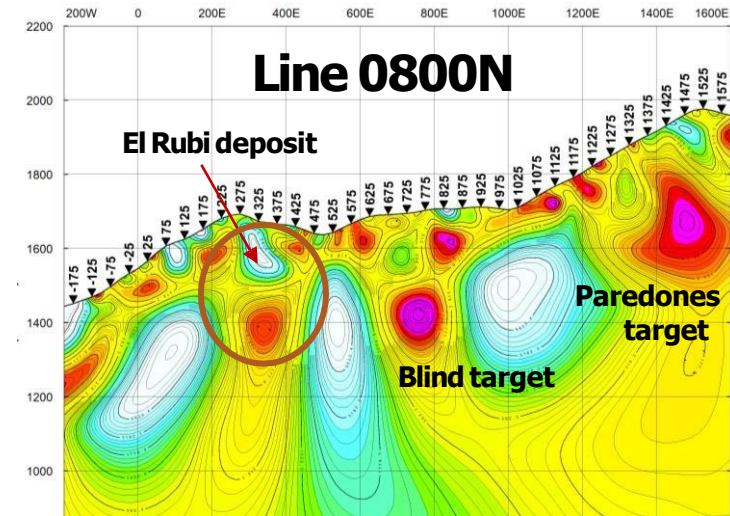 200W 0 200E 400E 600E 800E 1000E 1200E 1400E 1600E
2200
Line 0800N
2000
El Rubi deposit
1800
1600
1400
1200
1000
-175 -125 -75 -25 25 75 125 175 225 275 325 375 425 475 525 575 625 675 725 775 825 875 925 975 1025 1075 1125 1175 1225 1275 1325 1375 1425 1475 1525 1575
Paredones
target
Blind target